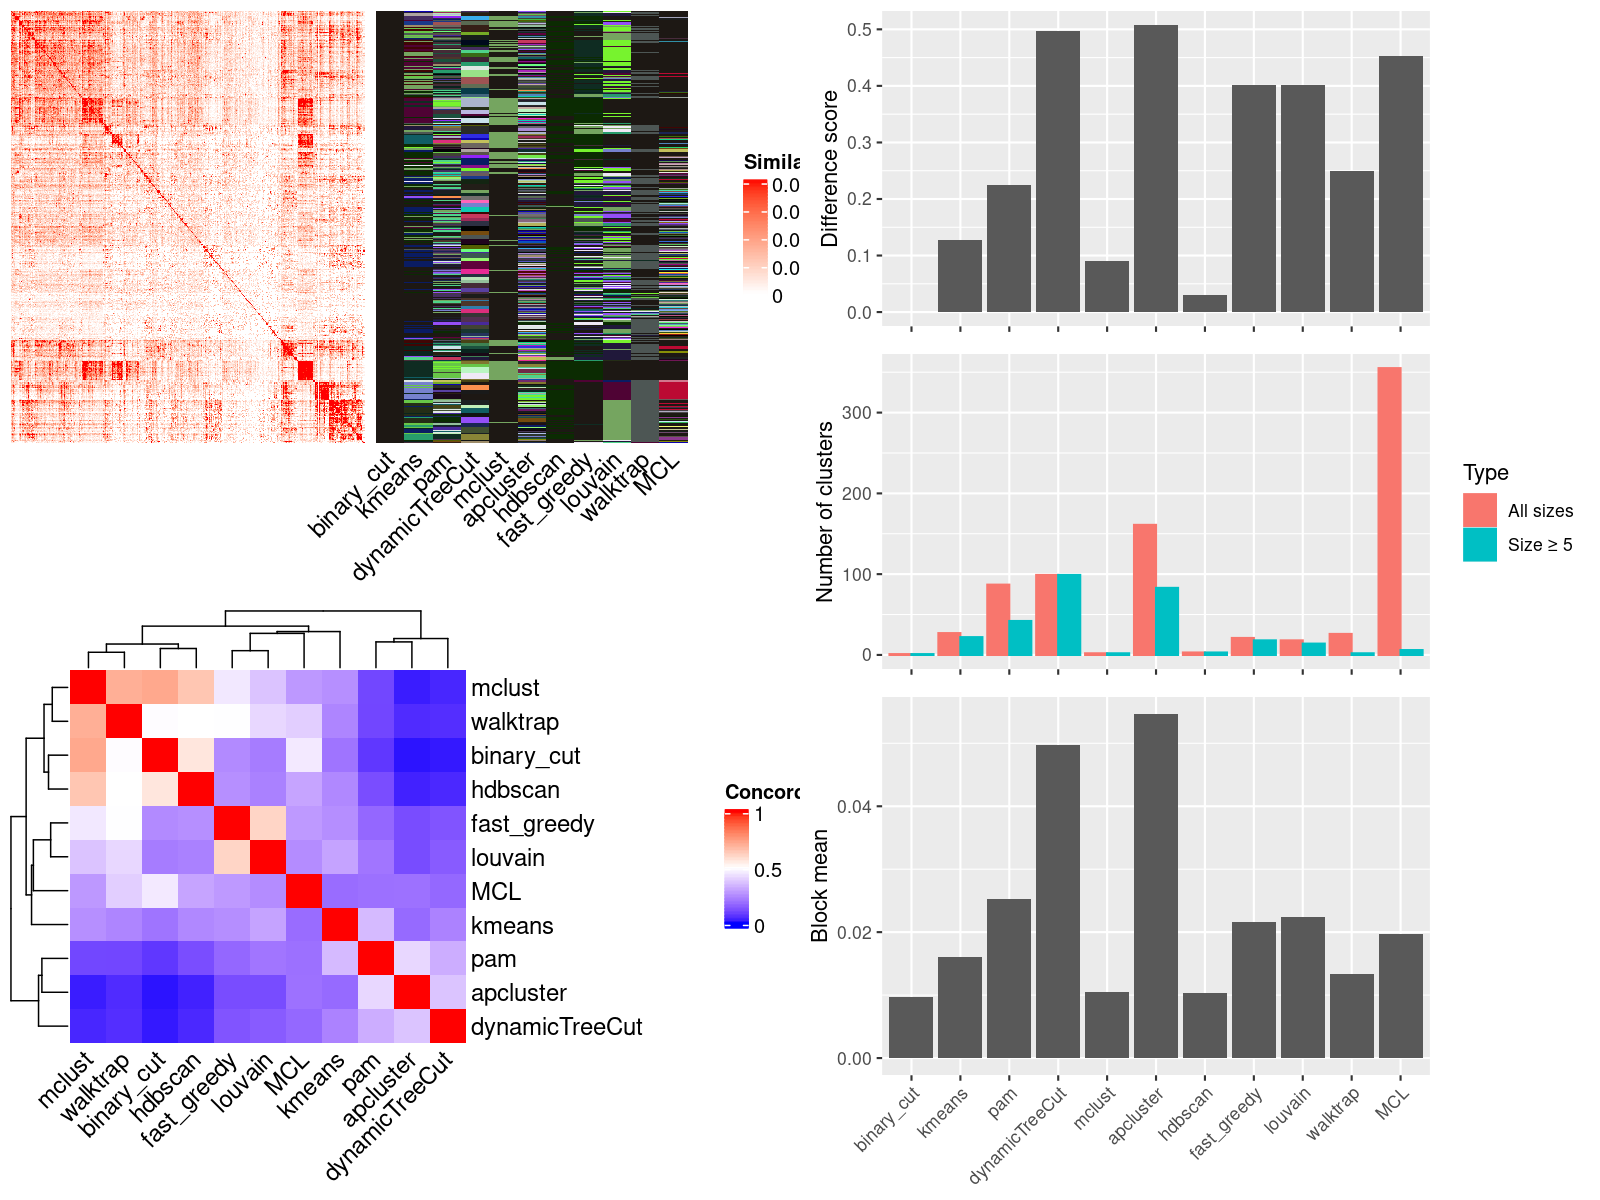 Simila
0.0
0.0
0.0
0.0
0
binary_cut
kmeans
pam
dynamicTreeCut
mclust
apcluster
hdbscan
fast_greedy
louvain
walktrap
MCL
mclust
walktrap
binary_cut
hdbscan
fast_greedy
louvain
MCL
kmeans
pam
apcluster
dynamicTreeCut
mclust
walktrap
binary_cut
hdbscan
fast_greedy
louvain
MCL
kmeans
pam
apcluster
dynamicTreeCut
Concord
1
0.5
0
Difference score
0.5
0.4
0.3
0.2
0.1
0.0
Number of clusters
300
200
100
0
Type
All sizes
Size ≥ 5
Block mean
0.04
0.02
0.00
binary_cut
kmeans
pam
dynamicTreeCut
mclust
apcluster
hdbscan
fast_greedy
louvain
walktrap
MCL